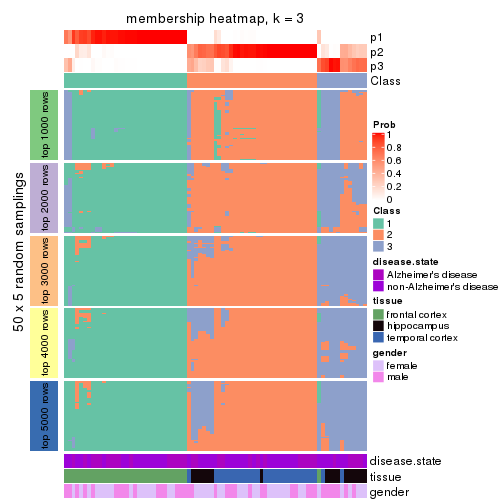 membership heatmap, k = 3
p1
p2
p3
Class
50 x 5 random samplings
top 1000 rows
top 2000 rows
top 3000 rows
top 4000 rows
top 5000 rows
disease.state
tissue
gender
Prob
1
0.8
0.6
0.4
0.2
0
Class
1
2
3
disease.state
Alzheimer's disease
non-Alzheimer's disease
tissue
frontal cortex
hippocampus
temporal cortex
gender
female
male